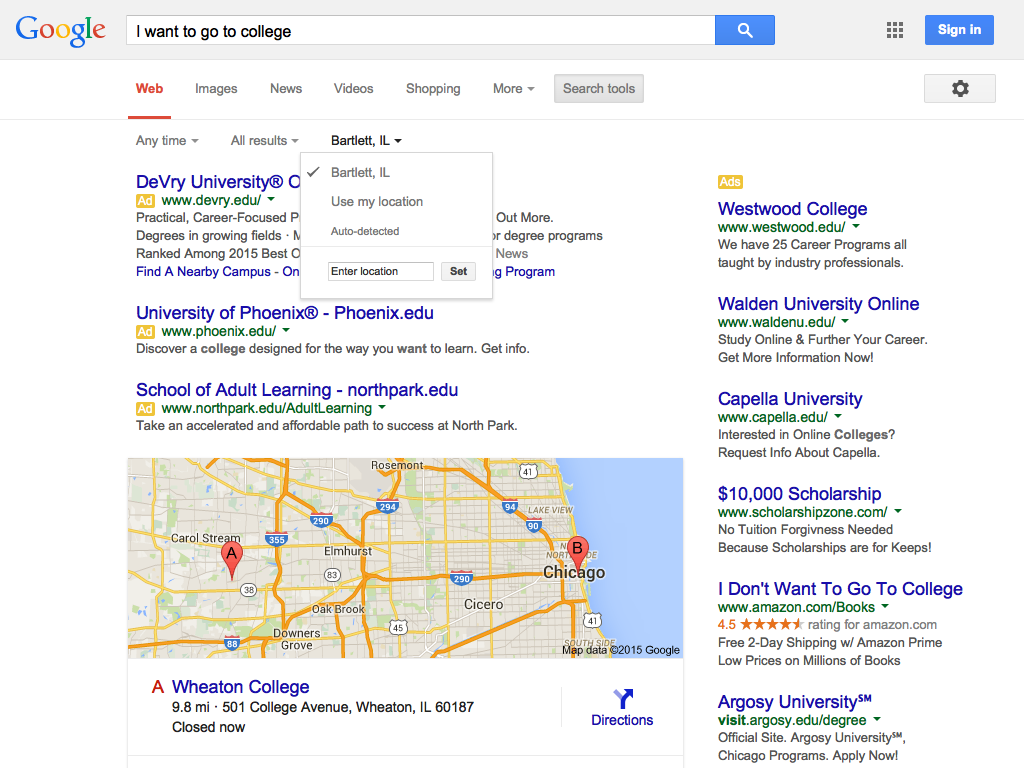 Google
I want to go to college
Sign in
Web Images News Videos Shopping More Search tools
Any time All results Bartlett, IL
Bartlett, IL
Use my location
Auto-detected
Enter location Set
DeVry University® O
Ad www.devry.edu/
Practical, Career-Focused P Out More.
Degrees in growing fields · M or degree programs
Ranked Among 2015 Best O News
Find A Nearby Campus - On g Program
University of Phoenix® - Phoenix.edu
Ad www.phoenix.edu/
Discover a college designed for the way you want to learn. Get info.
School of Adult Learning - northpark.edu
Ad www.northpark.edu/AdultLearning
Take an accelerated and affordable path to success at North Park.
Rosemont
41
294
94
LAKE VIEW
290
90
Carol Stream
355
A
Elmhurst
B
NORTH SIDE
83
290
Chicago
38
Oak Brook
Cicero
45
41
88
Downers
Grove
SOUTH SIDE
Map data ©2015 Google
A Wheaton College
9.8 mi · 501 College Avenue, Wheaton, IL 60187
Closed now
Directions
Ads
Westwood College
www.westwood.edu/
We have 25 Career Programs all
taught by industry professionals.
Walden University Online
www.waldenu.edu/
Study Online & Further Your Career.
Get More Information Now!
Capella University
www.capella.edu/
Interested in Online Colleges?
Request Info About Capella.
$10,000 Scholarship
www.scholarshipzone.com/
No Tuition Forgivness Needed
Because Scholarships are for Keeps!
I Don't Want To Go To College
www.amazon.com/Books
4.5 ★★★★★ rating for amazon.com
Free 2-Day Shipping w/ Amazon Prime
Low Prices on Millions of Books
Argosy University℠
visit.argosy.edu/degree
Official Site. Argosy University℠,
Chicago Programs. Apply Now!